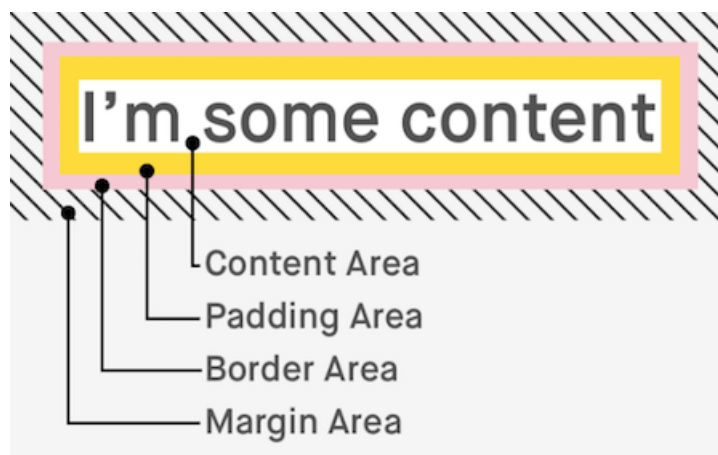 I’m some content
Content Area
Padding Area
Border Area
Margin Area